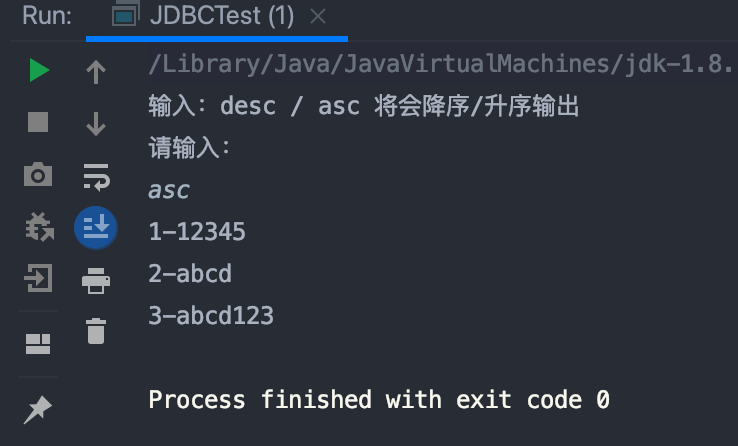 Run:
JDBCTest (1)
/Library/Java/JavaVirtualMachines/jdk-1.8.
输入：desc / asc 将会降序/升序输出
请输入：
asc
1-12345
2-abcd
3-abcd123
Process finished with exit code 0